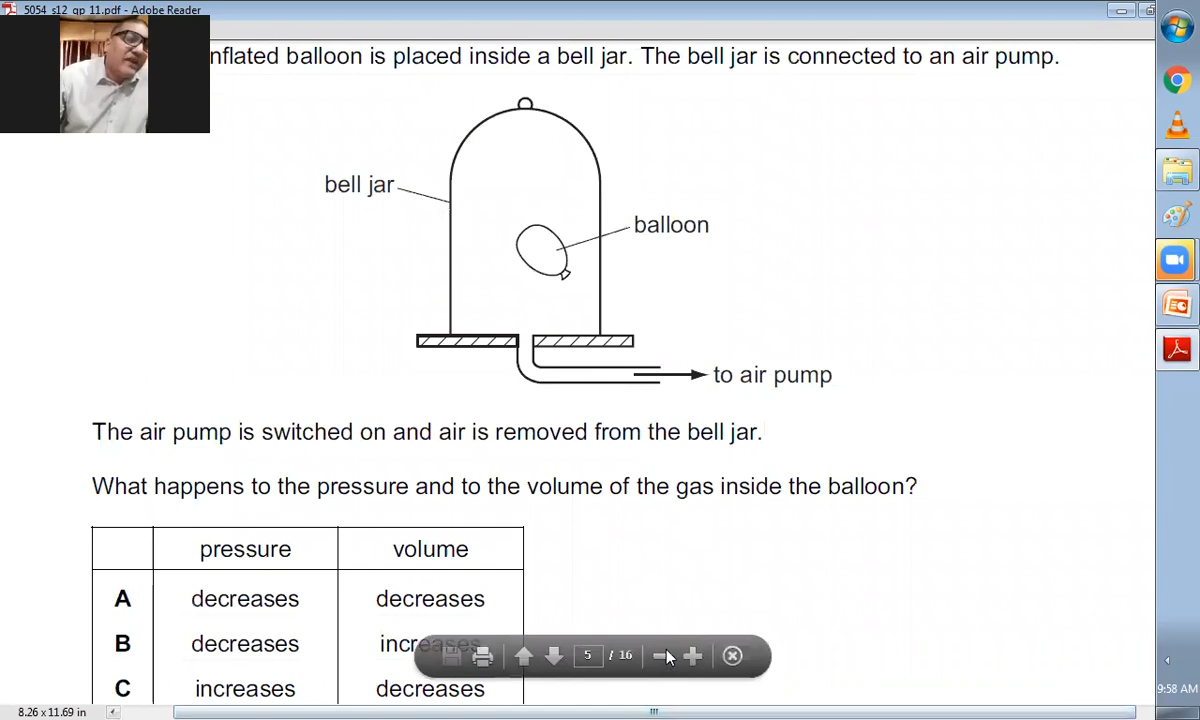 5054_s12_qp_11.pdf - Adobe Reader
nflated balloon is placed inside a bell jar. The bell jar is connected to an air pump.
bell jar
balloon
to air pump
The air pump is switched on and air is removed from the bell jar.
What happens to the pressure and to the volume of the gas inside the balloon?
pressure volume
A decreases decreases
B decreases increases
C increases decreases
5 / 16
8.26 x 11.69 in
9:58 AM